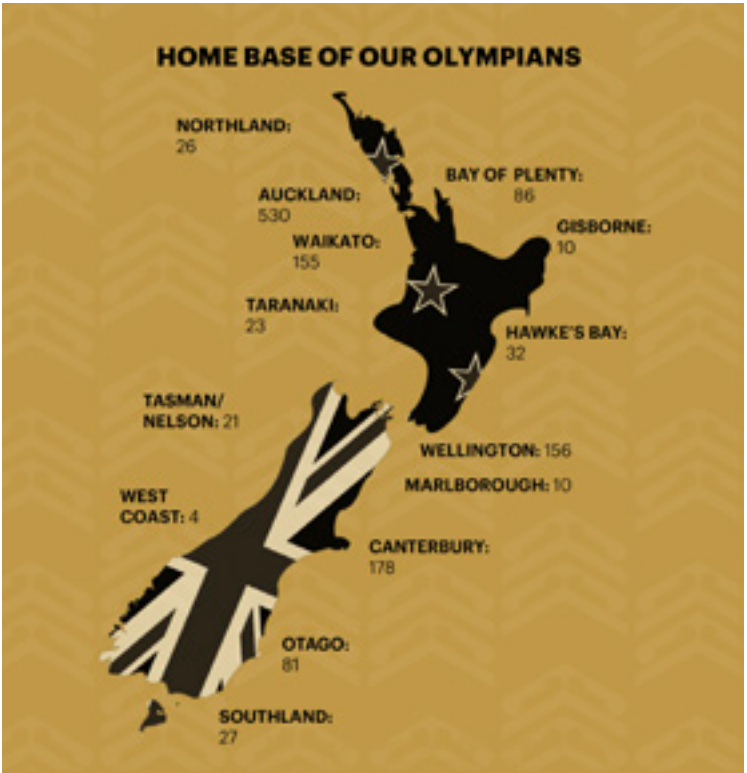 HOME BASE OF OUR OLYMPIANS
NORTHLAND:
26
BAY OF PLENTY:
86
AUCKLAND:
530
GISBORNE:
10
WAIKATO:
155
TARANAKI:
23
HAWKE'S BAY:
32
TASMAN/
NELSON: 21
WELLINGTON: 156
MARLBOROUGH: 10
WEST
COAST: 4
CANTERBURY:
178
OTAGO:
81
SOUTHLAND:
27